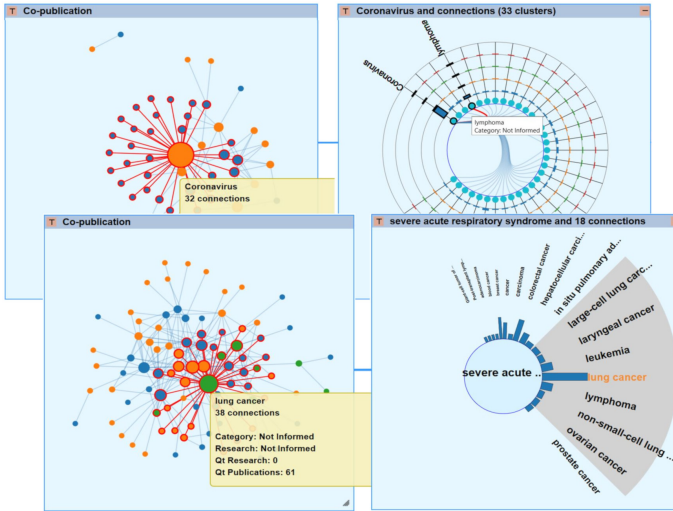 T Co-publication
T Coronavirus and connections (33 clusters)
lymphoma
Coronavirus
lymphoma
Category: Not Informed
Coronavirus
32 connections
T Co-publication
T severe acute respiratory syndrome and 18 connections
breast cancer
cancer
carcinoma
colorectal cancer
hepatocellular carci...
in situ pulmonary ad...
large-cell lung carc...
laryngeal cancer
leukemia
severe acute ..
lung cancer
lymphoma
non-small-cell lung ...
ovarian cancer
prostate cancer
lung cancer
38 connections
Category: Not Informed
Research: Not Informed
Qt Research: 0
Qt Publications: 61